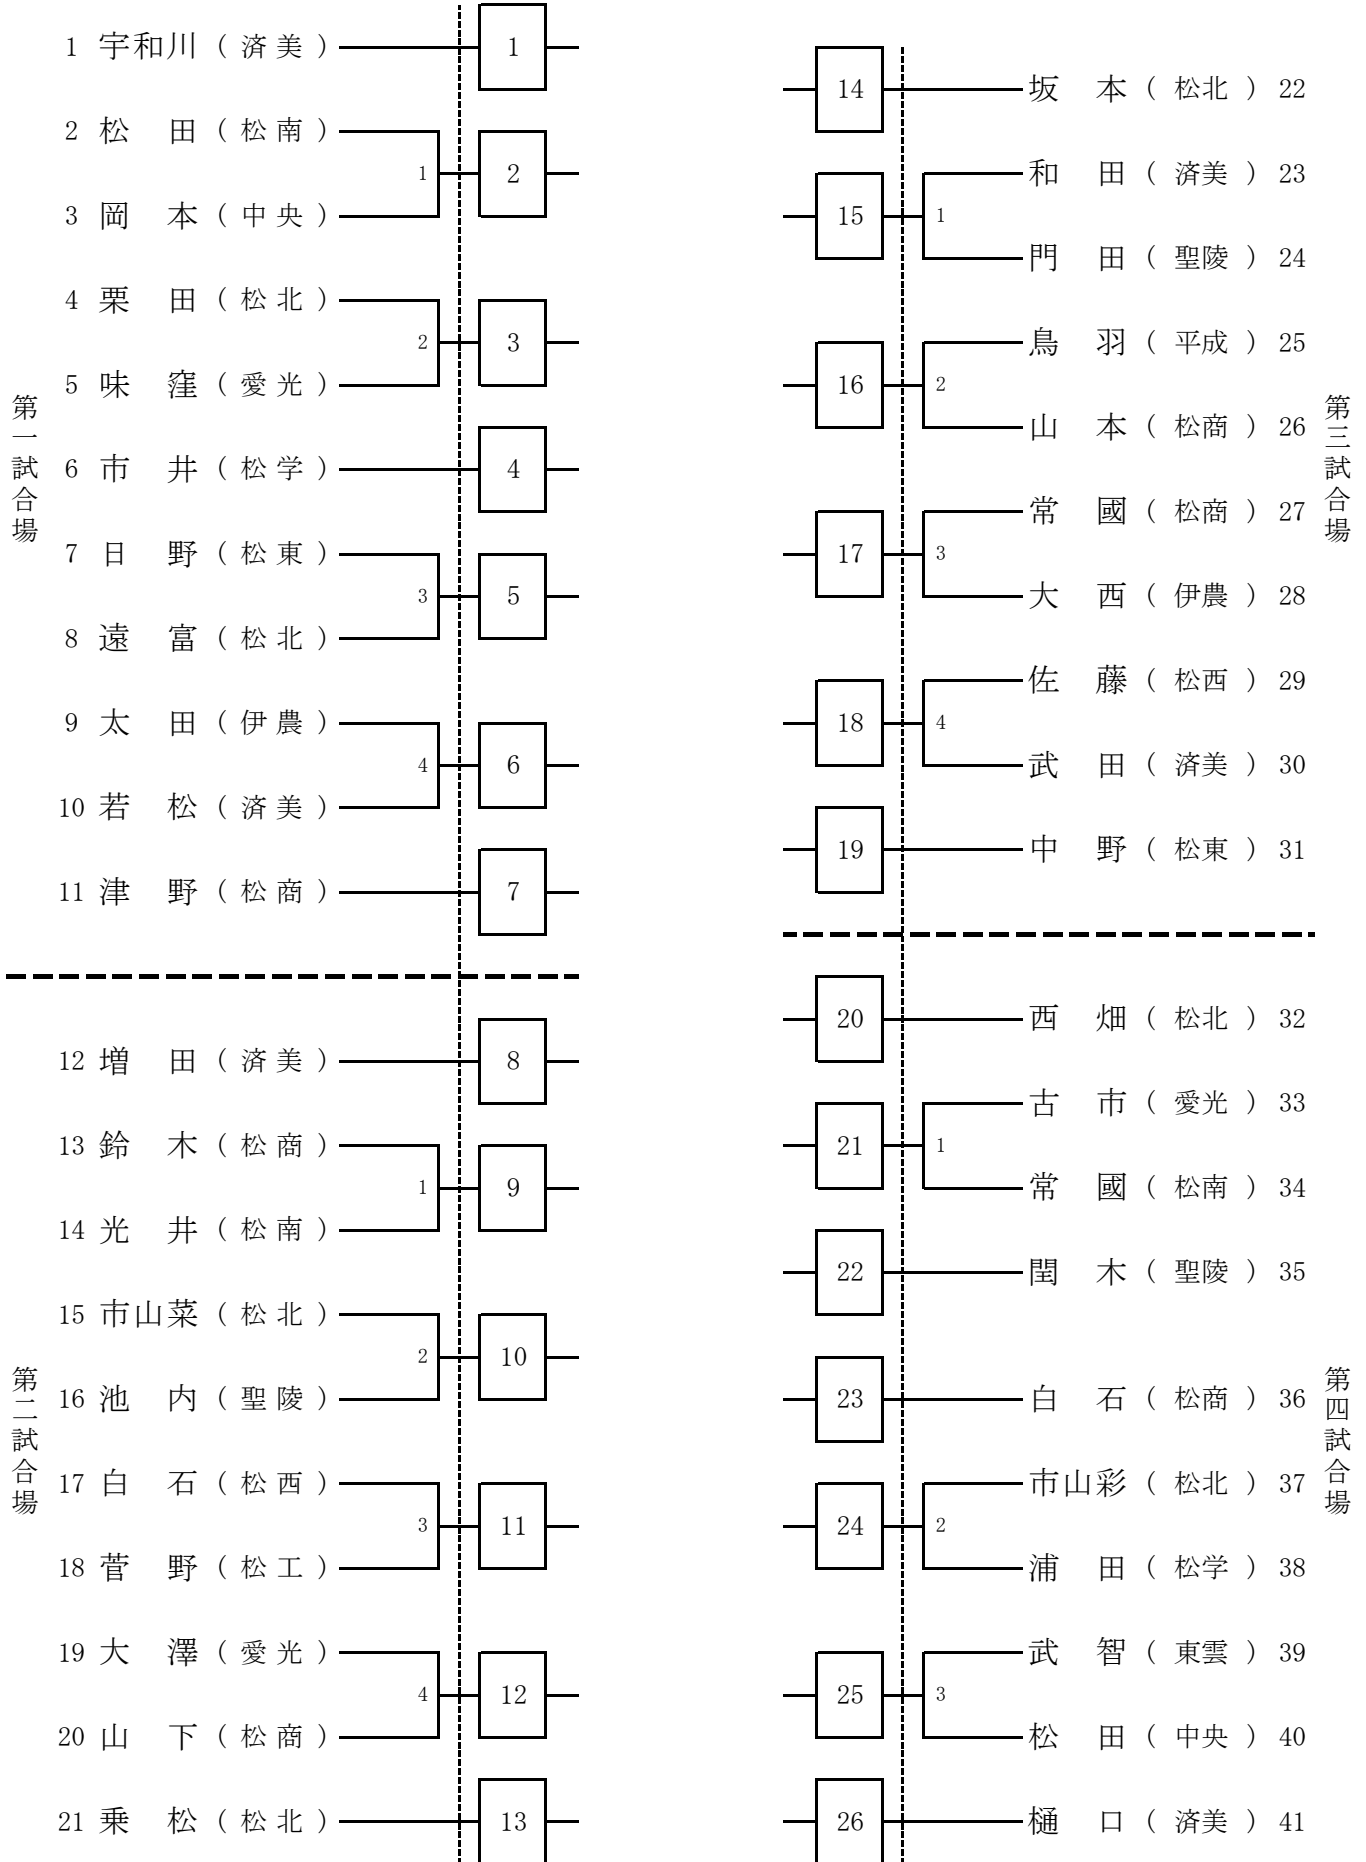 第一試合場
1 宇和川 ( 済美 ) 1
2 松田 ( 松南 )
1 2
3 岡本 ( 中央 )
4 栗田 ( 松北 )
2 3
5 味窪 ( 愛光 )
6 市井 ( 松学 ) 4
7 日野 ( 松東 )
3 5
8 遠富 ( 松北 )
9 太田 ( 伊農 )
4 6
10 若松 ( 済美 )
11 津野 ( 松商 ) 7
第二試合場
12 増田 ( 済美 ) 8
13 鈴木 ( 松商 )
1 9
14 光井 ( 松南 )
15 市山菜 ( 松北 )
2 10
16 池内 ( 聖陵 )
17 白石 ( 松西 )
3 11
18 菅野 ( 松工 )
19 大澤 ( 愛光 )
4 12
20 山下 ( 松商 )
21 乗松 ( 松北 ) 13
第三試合場
14 坂本 ( 松北 ) 22
和田 ( 済美 ) 23
15 1
門田 ( 聖陵 ) 24
鳥羽 ( 平成 ) 25
16 2
山本 ( 松商 ) 26
常國 ( 松商 ) 27
17 3
大西 ( 伊農 ) 28
佐藤 ( 松西 ) 29
18 4
武田 ( 済美 ) 30
19 中野 ( 松東 ) 31
第四試合場
20 西畑 ( 松北 ) 32
古市 ( 愛光 ) 33
21 1
常國 ( 松南 ) 34
22 閏木 ( 聖陵 ) 35
23 白石 ( 松商 ) 36
市山彩 ( 松北 ) 37
24 2
浦田 ( 松学 ) 38
武智 ( 東雲 ) 39
25 3
松田 ( 中央 ) 40
26 樋口 ( 済美 ) 41